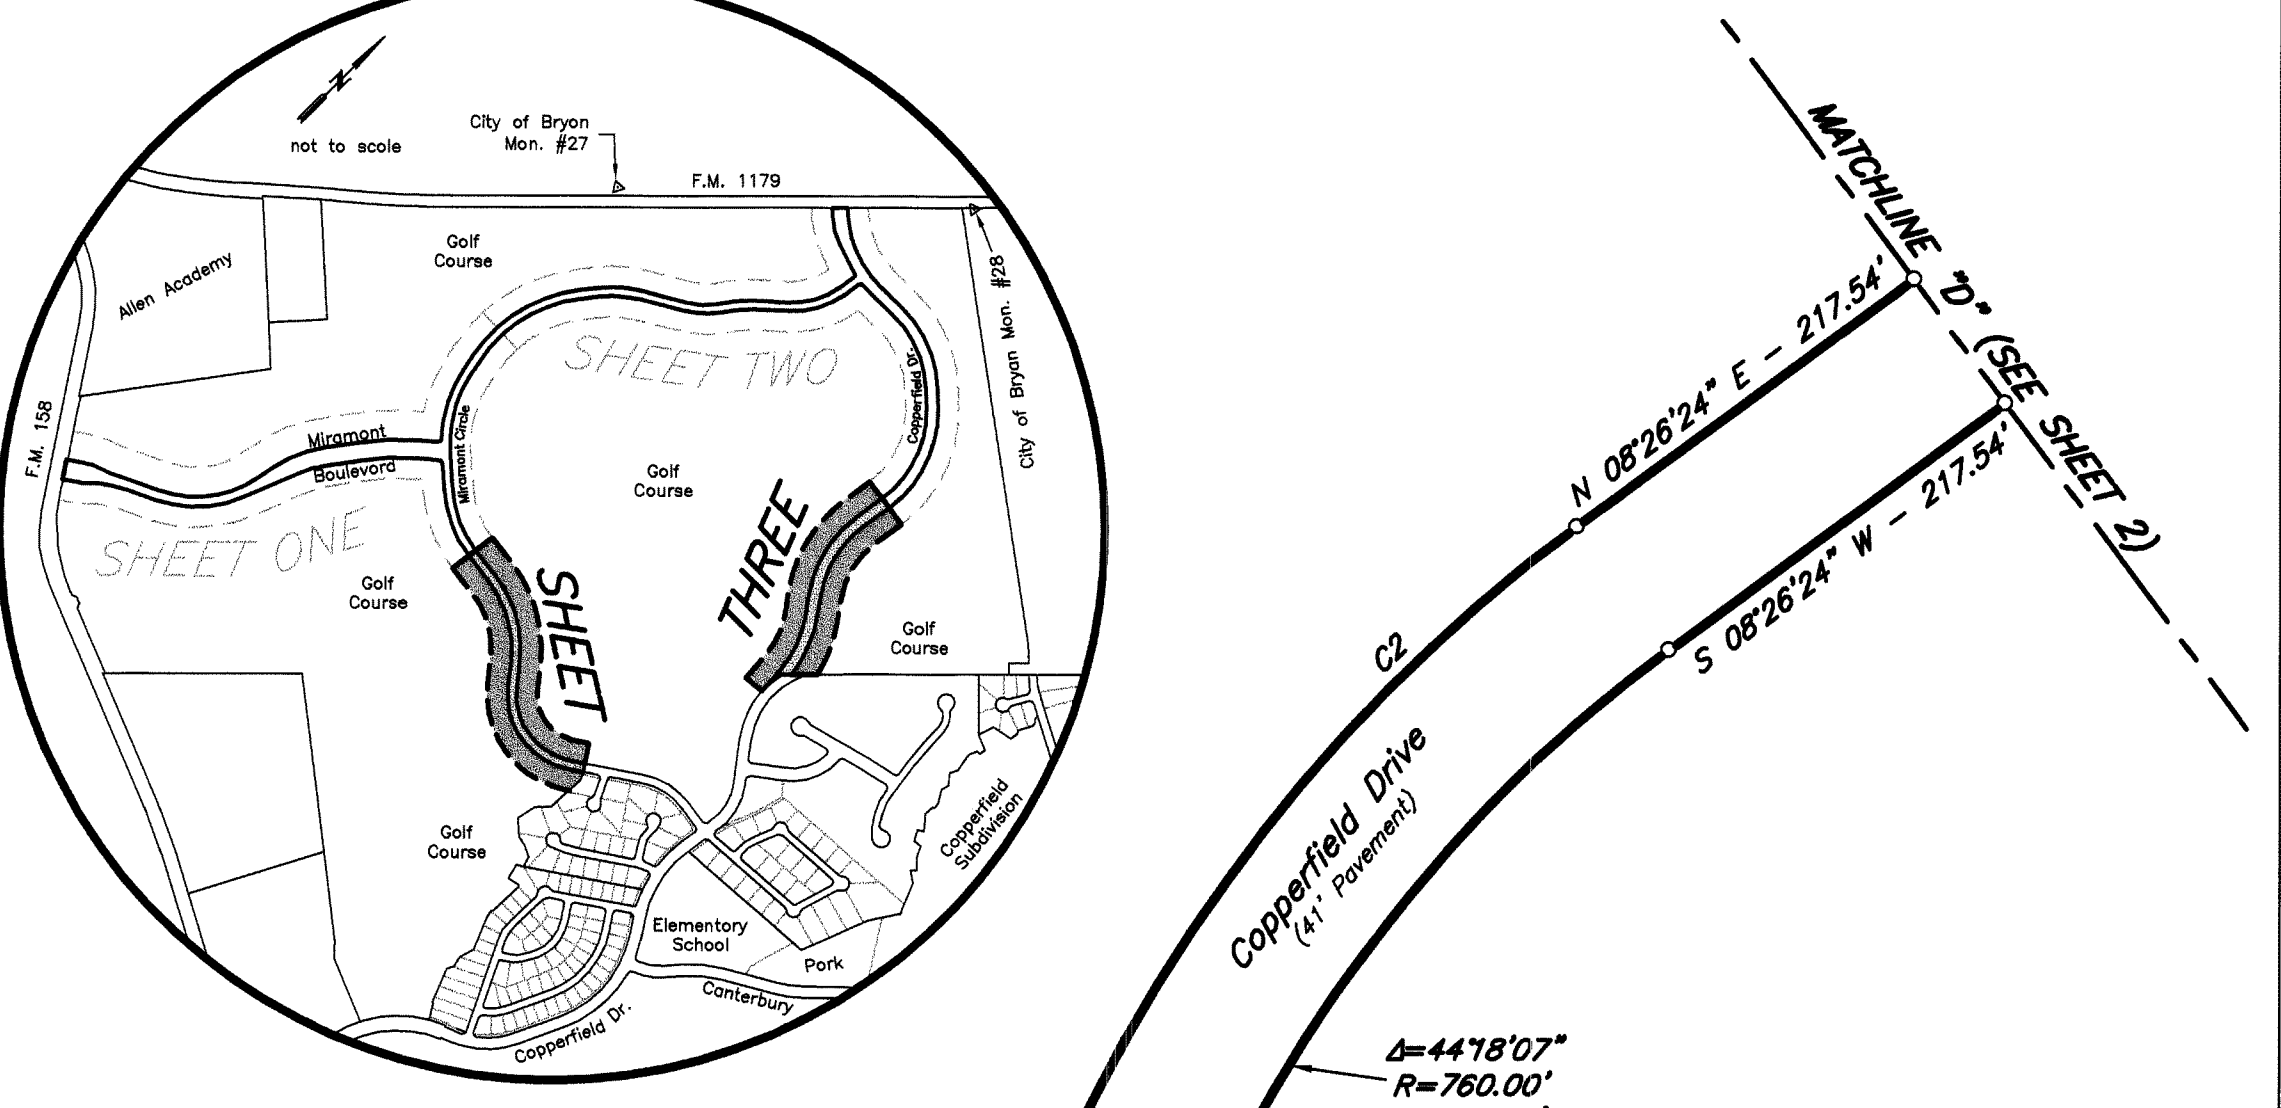 N
not to scole
City of Bryon
Mon. #27
F.M. 1179
Golf
Course
Allen Academy
City of Bryan Mon. #28
SHEET TWO
Copperfield Dr.
F.M. 158
Miramont
Boulevord
Miramont Circle
Golf
Course
SHEET ONE
THREE
SHEET
Golf
Course
Golf
Course
Golf
Course
Copperfield
Subdivision
Elementory
School
Pork
Canterbury
Copperfield Dr.
MATCHLINE "D" (SEE SHEET 2)
N 08°26'24" E - 217.54'
S 08°26'24" W - 217.54'
C2
Copperfield Drive
(41' Pavement)
Δ=44°18'07"
R=760.00'